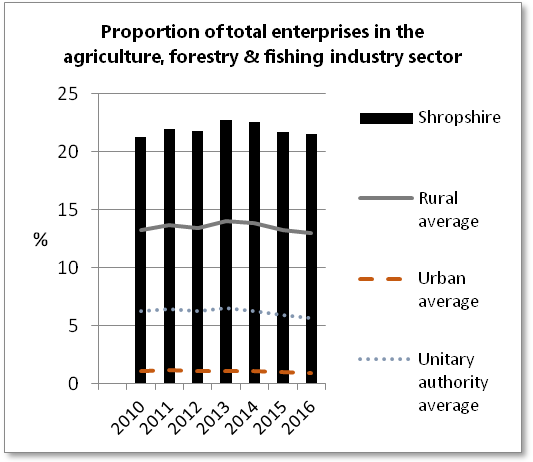 Proportion of total enterprises in the
agriculture, forestry & fishing industry sector
25
20
15
10
5
0
%
2010
2011
2012
2013
2014
2015
2016
Shropshire
Rural
average
Urban
average
Unitary
authority
average